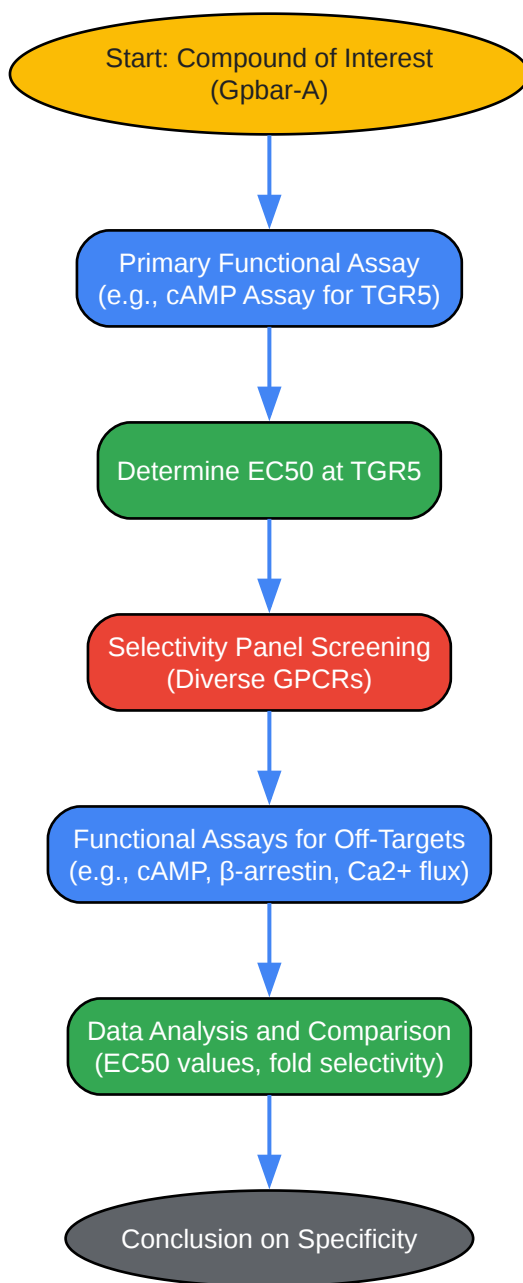 Start: Compound of Interest
(Gpbar-A)
Primary Functional Assay
(e.g., cAMP Assay for TGR5)
Determine EC50 at TGR5
Selectivity Panel Screening
(Diverse GPCRs)
Functional Assays for Off-Targets
(e.g., cAMP, β-arrestin, Ca2+ flux)
Data Analysis and Comparison
(EC50 values, fold selectivity)
Conclusion on Specificity